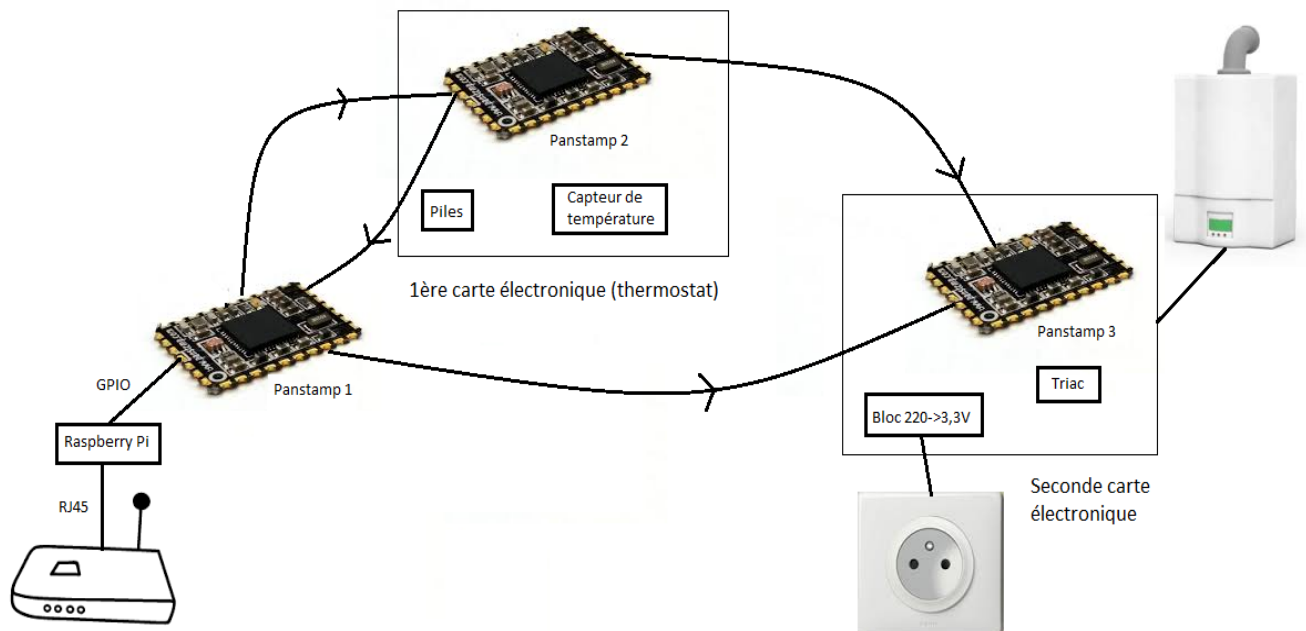 Panstamp 2
Piles
Capteur de
température
1ère carte électronique (thermostat)
Panstamp 3
Triac
Bloc 220->3,3V
Panstamp 1
GPIO
Raspberry Pi
RJ45
Seconde carte
électronique